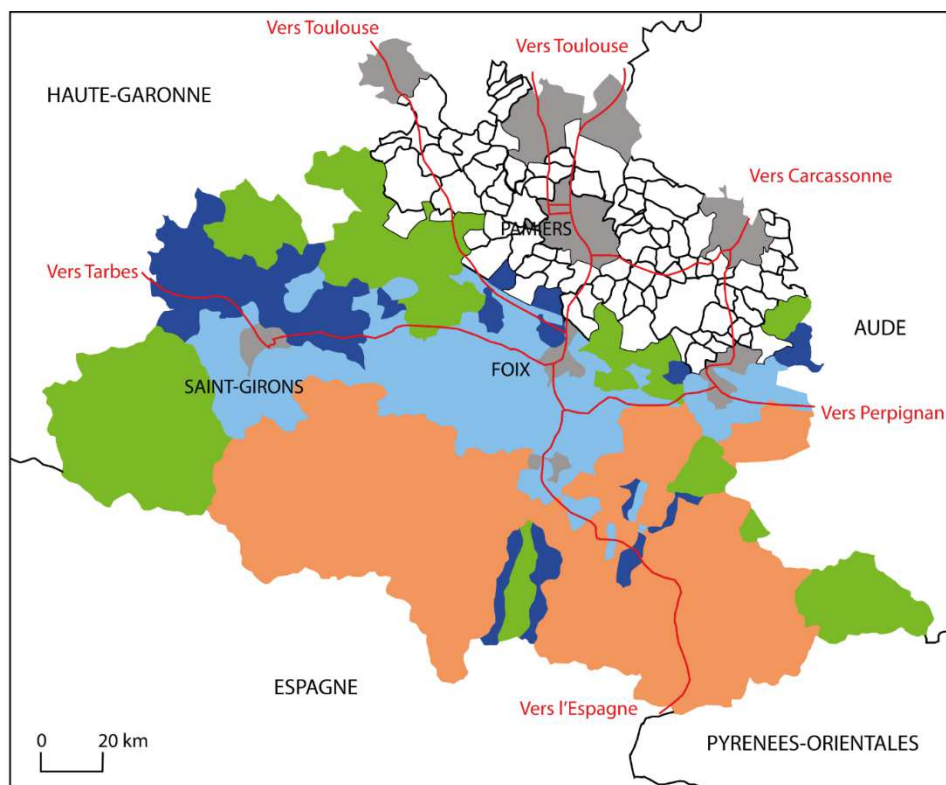 Vers Toulouse
Vers Toulouse
HAUTE-GARONNE
Vers Carcassonne
PAMIERS
Vers Tarbes
AUDE
FOIX
SAINT-GIRONS
Vers Perpignan
ESPAGNE
Vers l'Espagne
PYRENEES-ORIENTALES
0 20 km